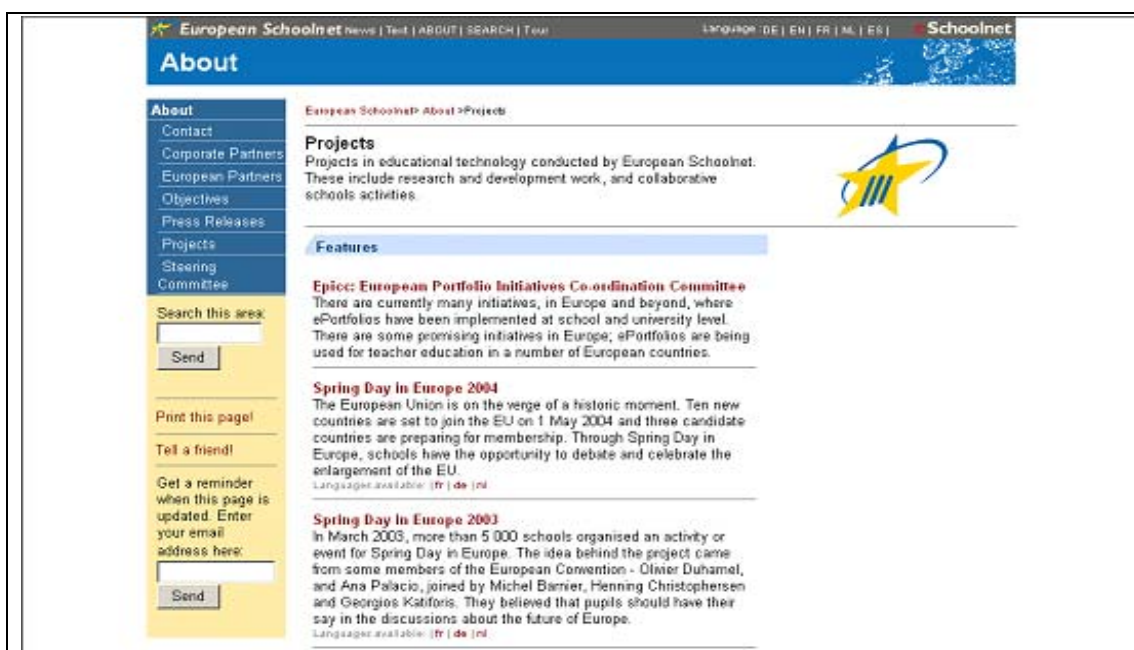 European Schoolnet News | Text | ABOUT | SEARCH | Tour
Language :DE | EN | FR | NL | ES |
eSchoolnet
About
About
Contact
Corporate Partners
European Partners
Objectives
Press Releases
Projects
Steering
Committee
Search this area:
Send
Print this page!
Tell a friend!
Get a reminder
when this page is
updated. Enter
your email
address here:
Send
European Schoolnet> About >Projects
Projects
Projects in educational technology conducted by European Schoolnet.
These include research and development work, and collaborative
schools activities.
Features
Epicc: European Portfolio Initiatives Co-ordination Committee
There are currently many initiatives, in Europe and beyond, where
ePortfolios have been implemented at school and university level.
There are some promising initiatives in Europe; ePortfolios are being
used for teacher education in a number of European countries.
Spring Day in Europe 2004
The European Union is on the verge of a historic moment. Ten new
countries are set to join the EU on 1 May 2004 and three candidate
countries are preparing for membership. Through Spring Day in
Europe, schools have the opportunity to debate and celebrate the
enlargement of the EU.
Languages available: |fr |de |nl
Spring Day in Europe 2003
In March 2003, more than 5 000 schools organised an activity or
event for Spring Day in Europe. The idea behind the project came
from some members of the European Convention - Olivier Duhamel,
and Ana Palacio, joined by Michel Barnier, Henning Christophersen
and Georgios Katiforis. They believed that pupils should have their
say in the discussions about the future of Europe.
Languages available: |fr |de |nl